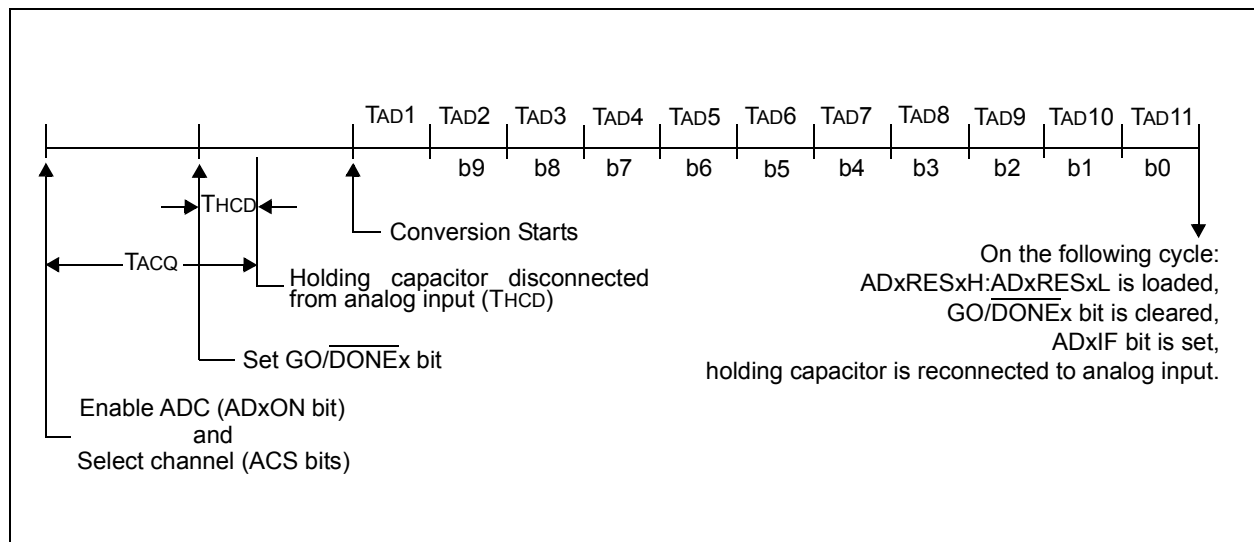 TAD1 TAD2 TAD3 TAD4 TAD5 TAD6 TAD7 TAD8 TAD9 TAD10 TAD11
b9 b8 b7 b6 b5 b4 b3 b2 b1 b0
THCD
Conversion Starts
TACQ
Holding capacitor disconnected
from analog input (THCD)
Set GO/DONEx bit
Enable ADC (ADxON bit)
and
Select channel (ACS bits)
On the following cycle:
ADxRESxH:ADxRESxL is loaded,
GO/DONEx bit is cleared,
ADxIF bit is set,
holding capacitor is reconnected to analog input.